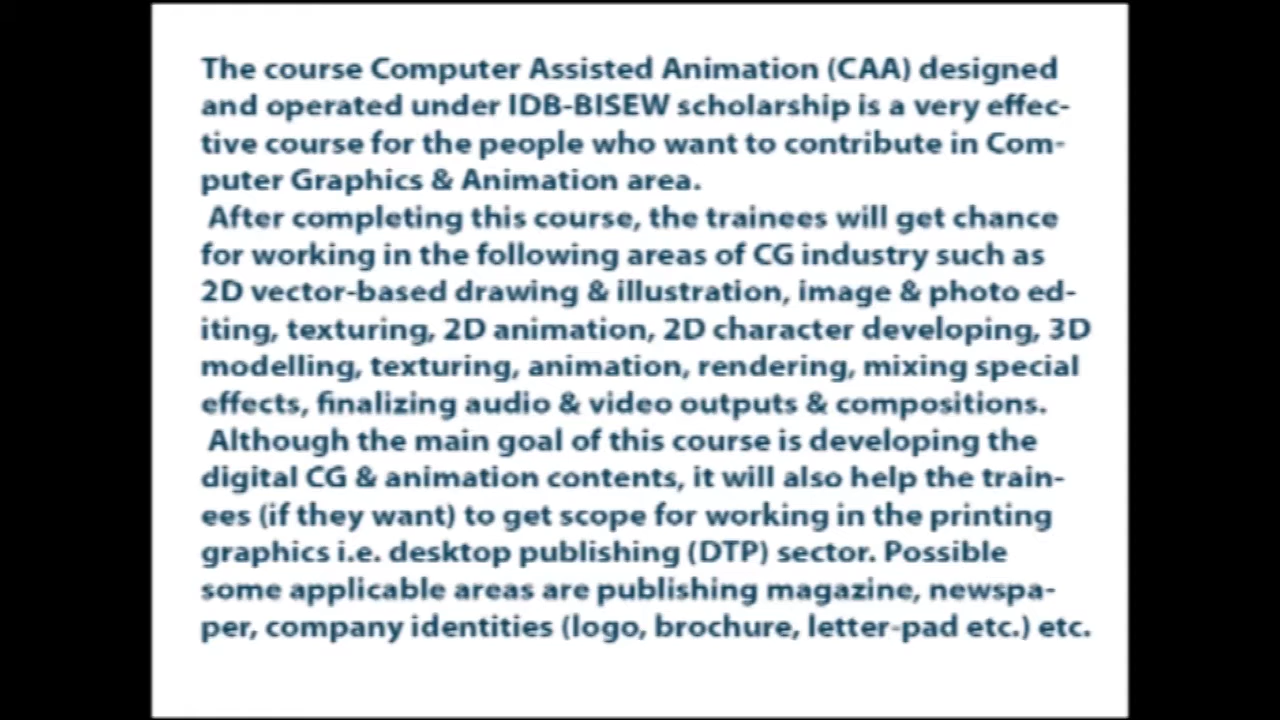 The course Computer Assisted Animation (CAA) designed
and operated under IDB-BISEW scholarship is a very effec-
tive course for the people who want to contribute in Com-
puter Graphics & Animation area.
After completing this course, the trainees will get chance
for working in the following areas of CG industry such as
2D vector-based drawing & illustration, image & photo ed-
iting, texturing, 2D animation, 2D character developing, 3D
modelling, texturing, animation, rendering, mixing special
effects, finalizing audio & video outputs & compositions.
Although the main goal of this course is developing the
digital CG & animation contents, it will also help the train-
ees (if they want) to get scope for working in the printing
graphics i.e. desktop publishing (DTP) sector. Possible
some applicable areas are publishing magazine, newspa-
per, company identities (logo, brochure, letter-pad etc.) etc.